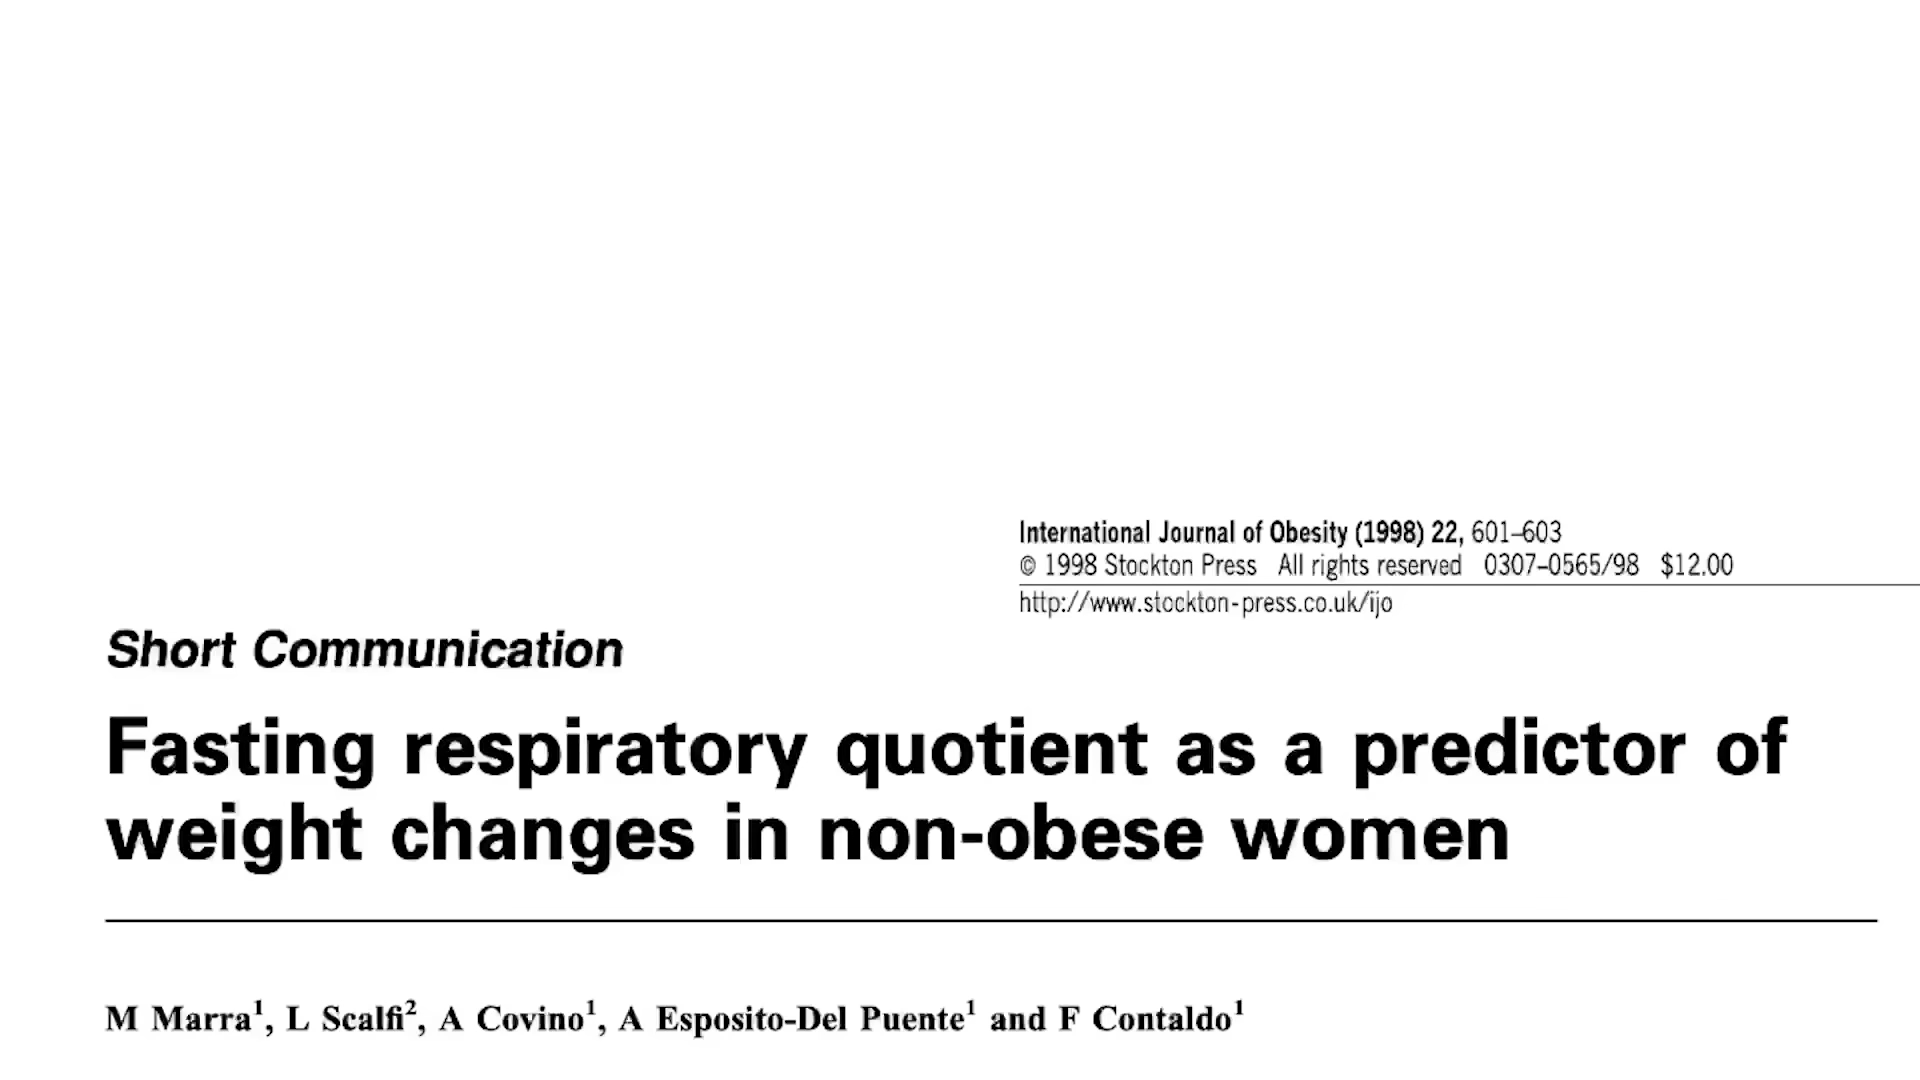 International Journal of Obesity (1998) 22, 601–603
© 1998 Stockton Press All rights reserved 0307–0565/98 $12.00
http://www.stockton-press.co.uk/ijo
Short Communication
Fasting respiratory quotient as a predictor of
weight changes in non-obese women
M Marra¹, L Scalfi², A Covino¹, A Esposito-Del Puente¹ and F Contaldo¹